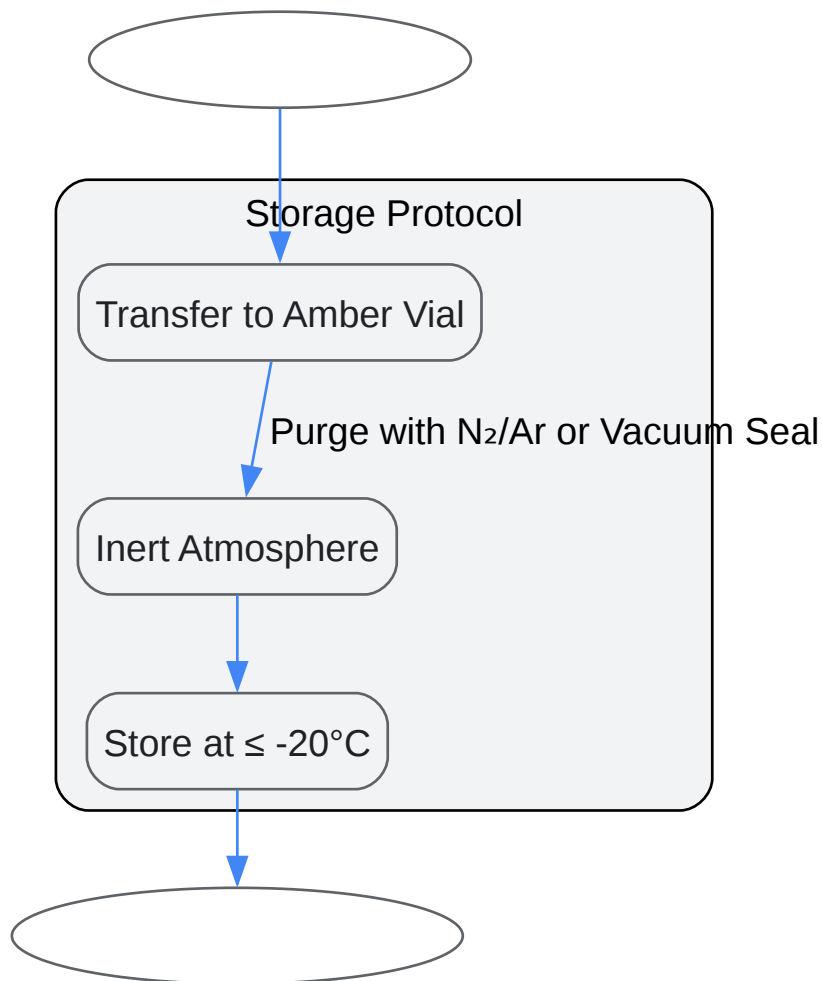 Storage Protocol
Transfer to Amber Vial
Purge with N₂/Ar or Vacuum Seal
Inert Atmosphere
Store at ≤ -20°C